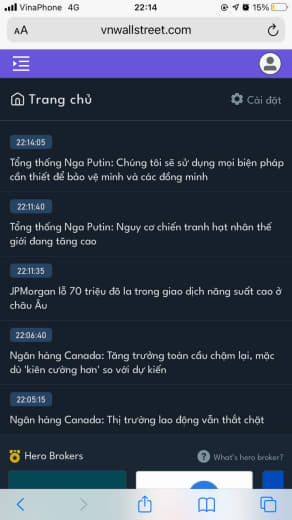 VinaPhone 4G 22:14 15%
AA vnwallstreet.com
Trang chủ Cài đặt
22:14:05
Tổng thống Nga Putin: Chúng tôi sẽ sử dụng mọi biện pháp
cần thiết để bảo vệ mình và các đồng minh
22:11:40
Tổng thống Nga Putin: Nguy cơ chiến tranh hạt nhân thế
giới đang tăng cao
22:11:35
JPMorgan lỗ 70 triệu đô la trong giao dịch năng suất cao ở
châu Âu
22:06:40
Ngân hàng Canada: Tăng trưởng toàn cầu chậm lại, mặc
dù 'kiên cường hơn' so với dự kiến
22:05:15
Ngân hàng Canada: Thị trường lao động vẫn thắt chặt
Hero Brokers ? What's hero broker?